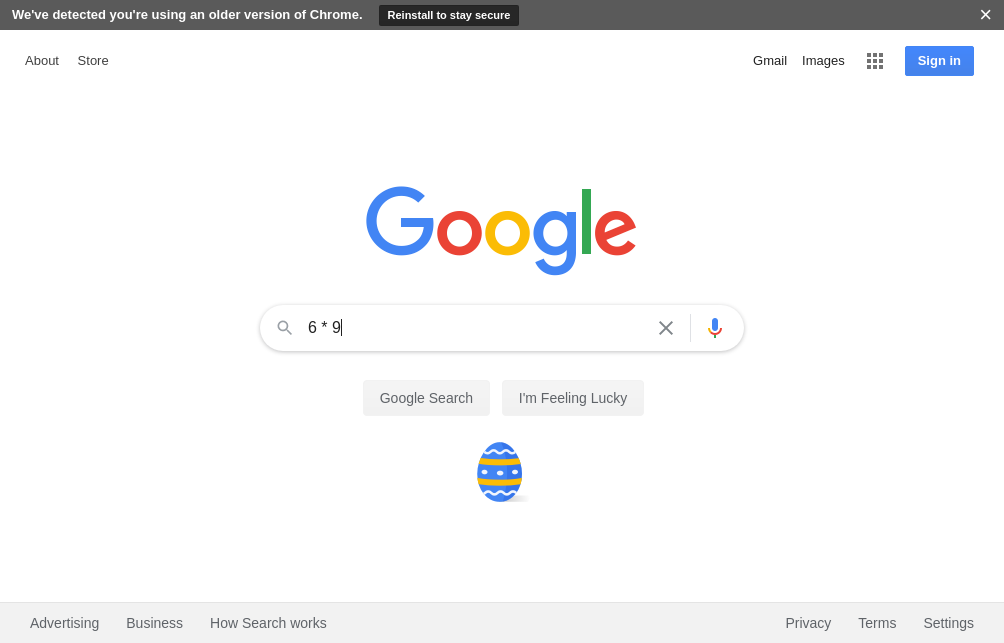 We've detected you're using an older version of Chrome. Reinstall to stay secure
About Store Gmail Images Sign in
Google
6 * 9
Google Search I'm Feeling Lucky
Advertising Business How Search works Privacy Terms Settings